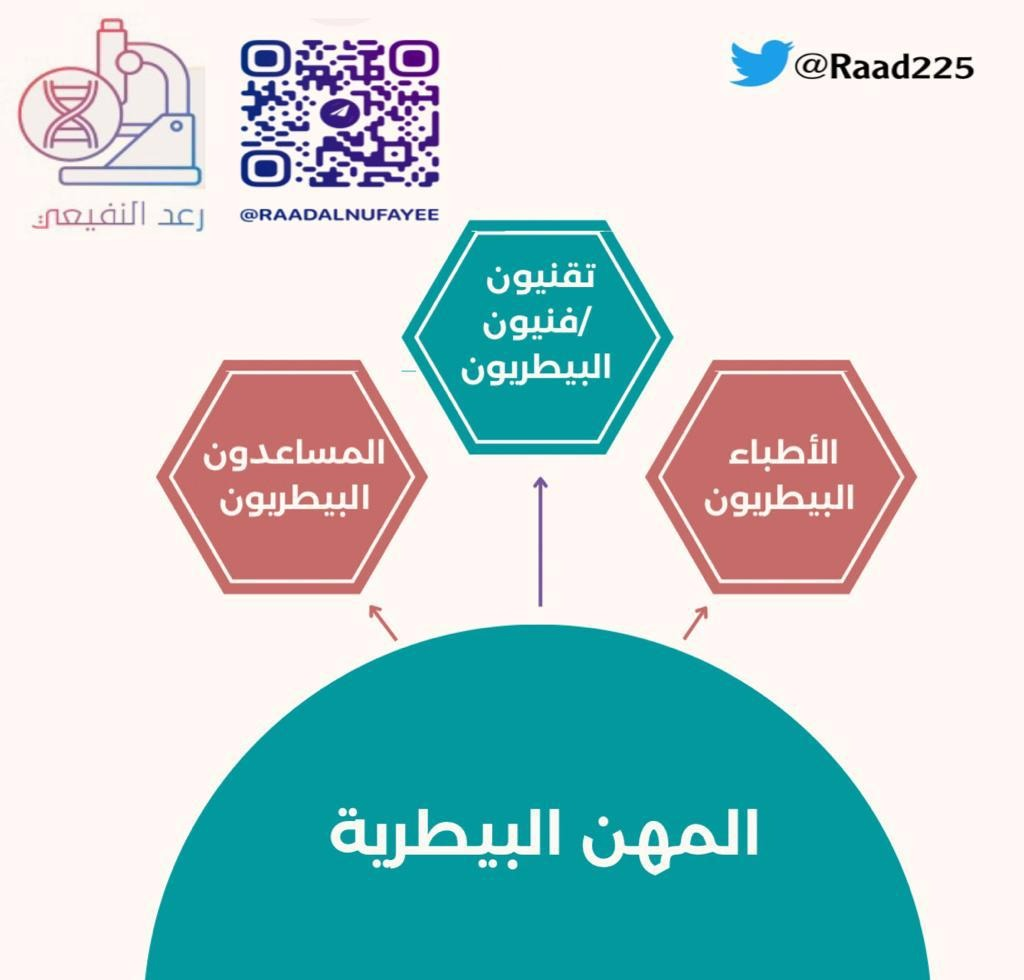 رعد النفيعي
@RAADALNUFAYEE
@Raad225
تقنيون
/فنيون
البيطريون
المساعدون
البيطريون
الأطباء
البيطريون
المهن البيطرية